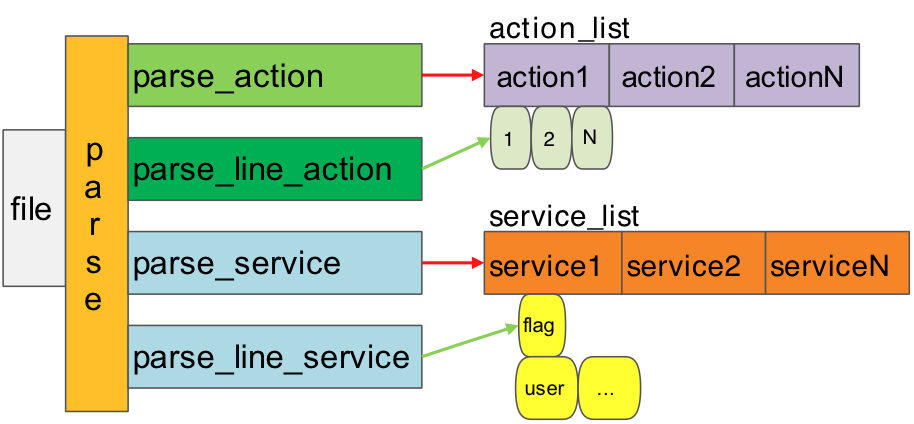 file
parse
parse_action
parse_line_action
parse_service
parse_line_service
action_list
action1 action2 actionN
1 2 N
service_list
service1 service2 serviceN
flag
user ...